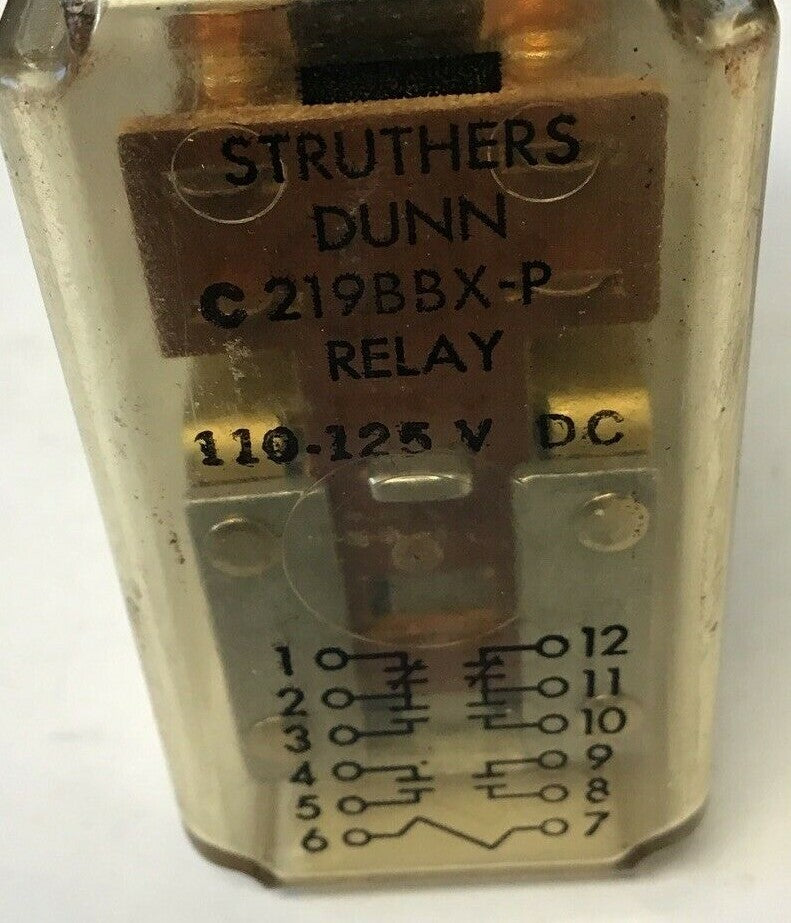 STRUTHERS
DUNN
C 219BBX-P
RELAY
110-125 V DC
1 12
2 11
3 10
4 9
5 8
6 7